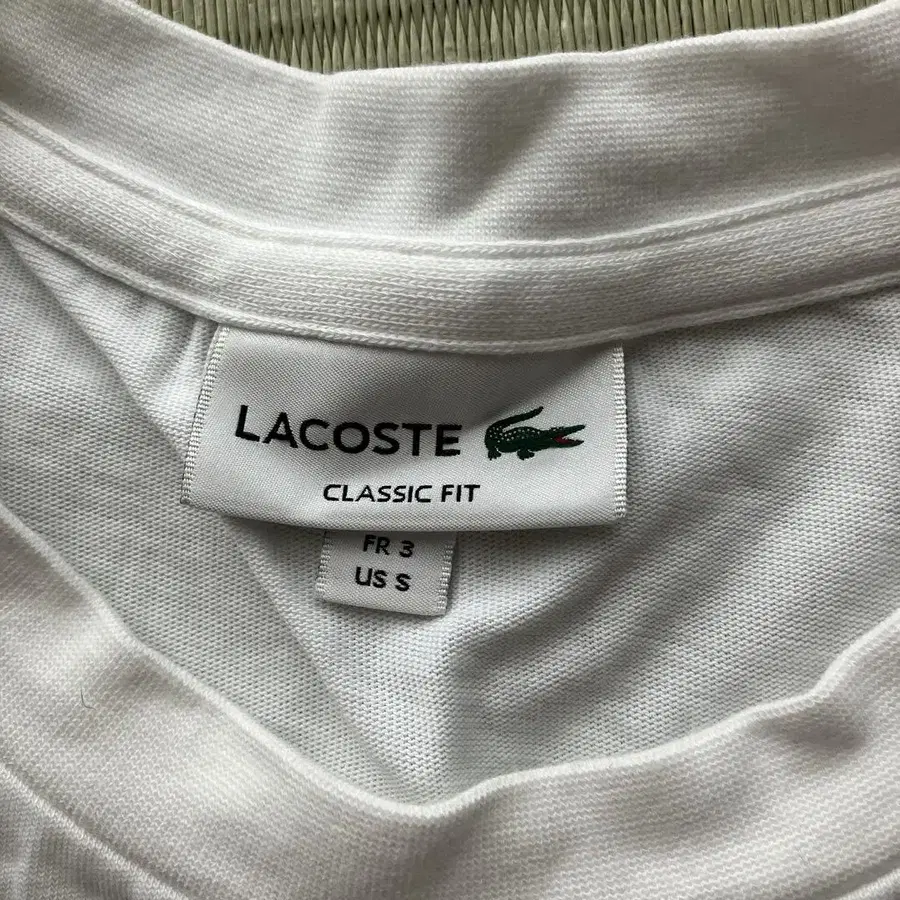 LACOSTE
CLASSIC FIT
FR 3
US S